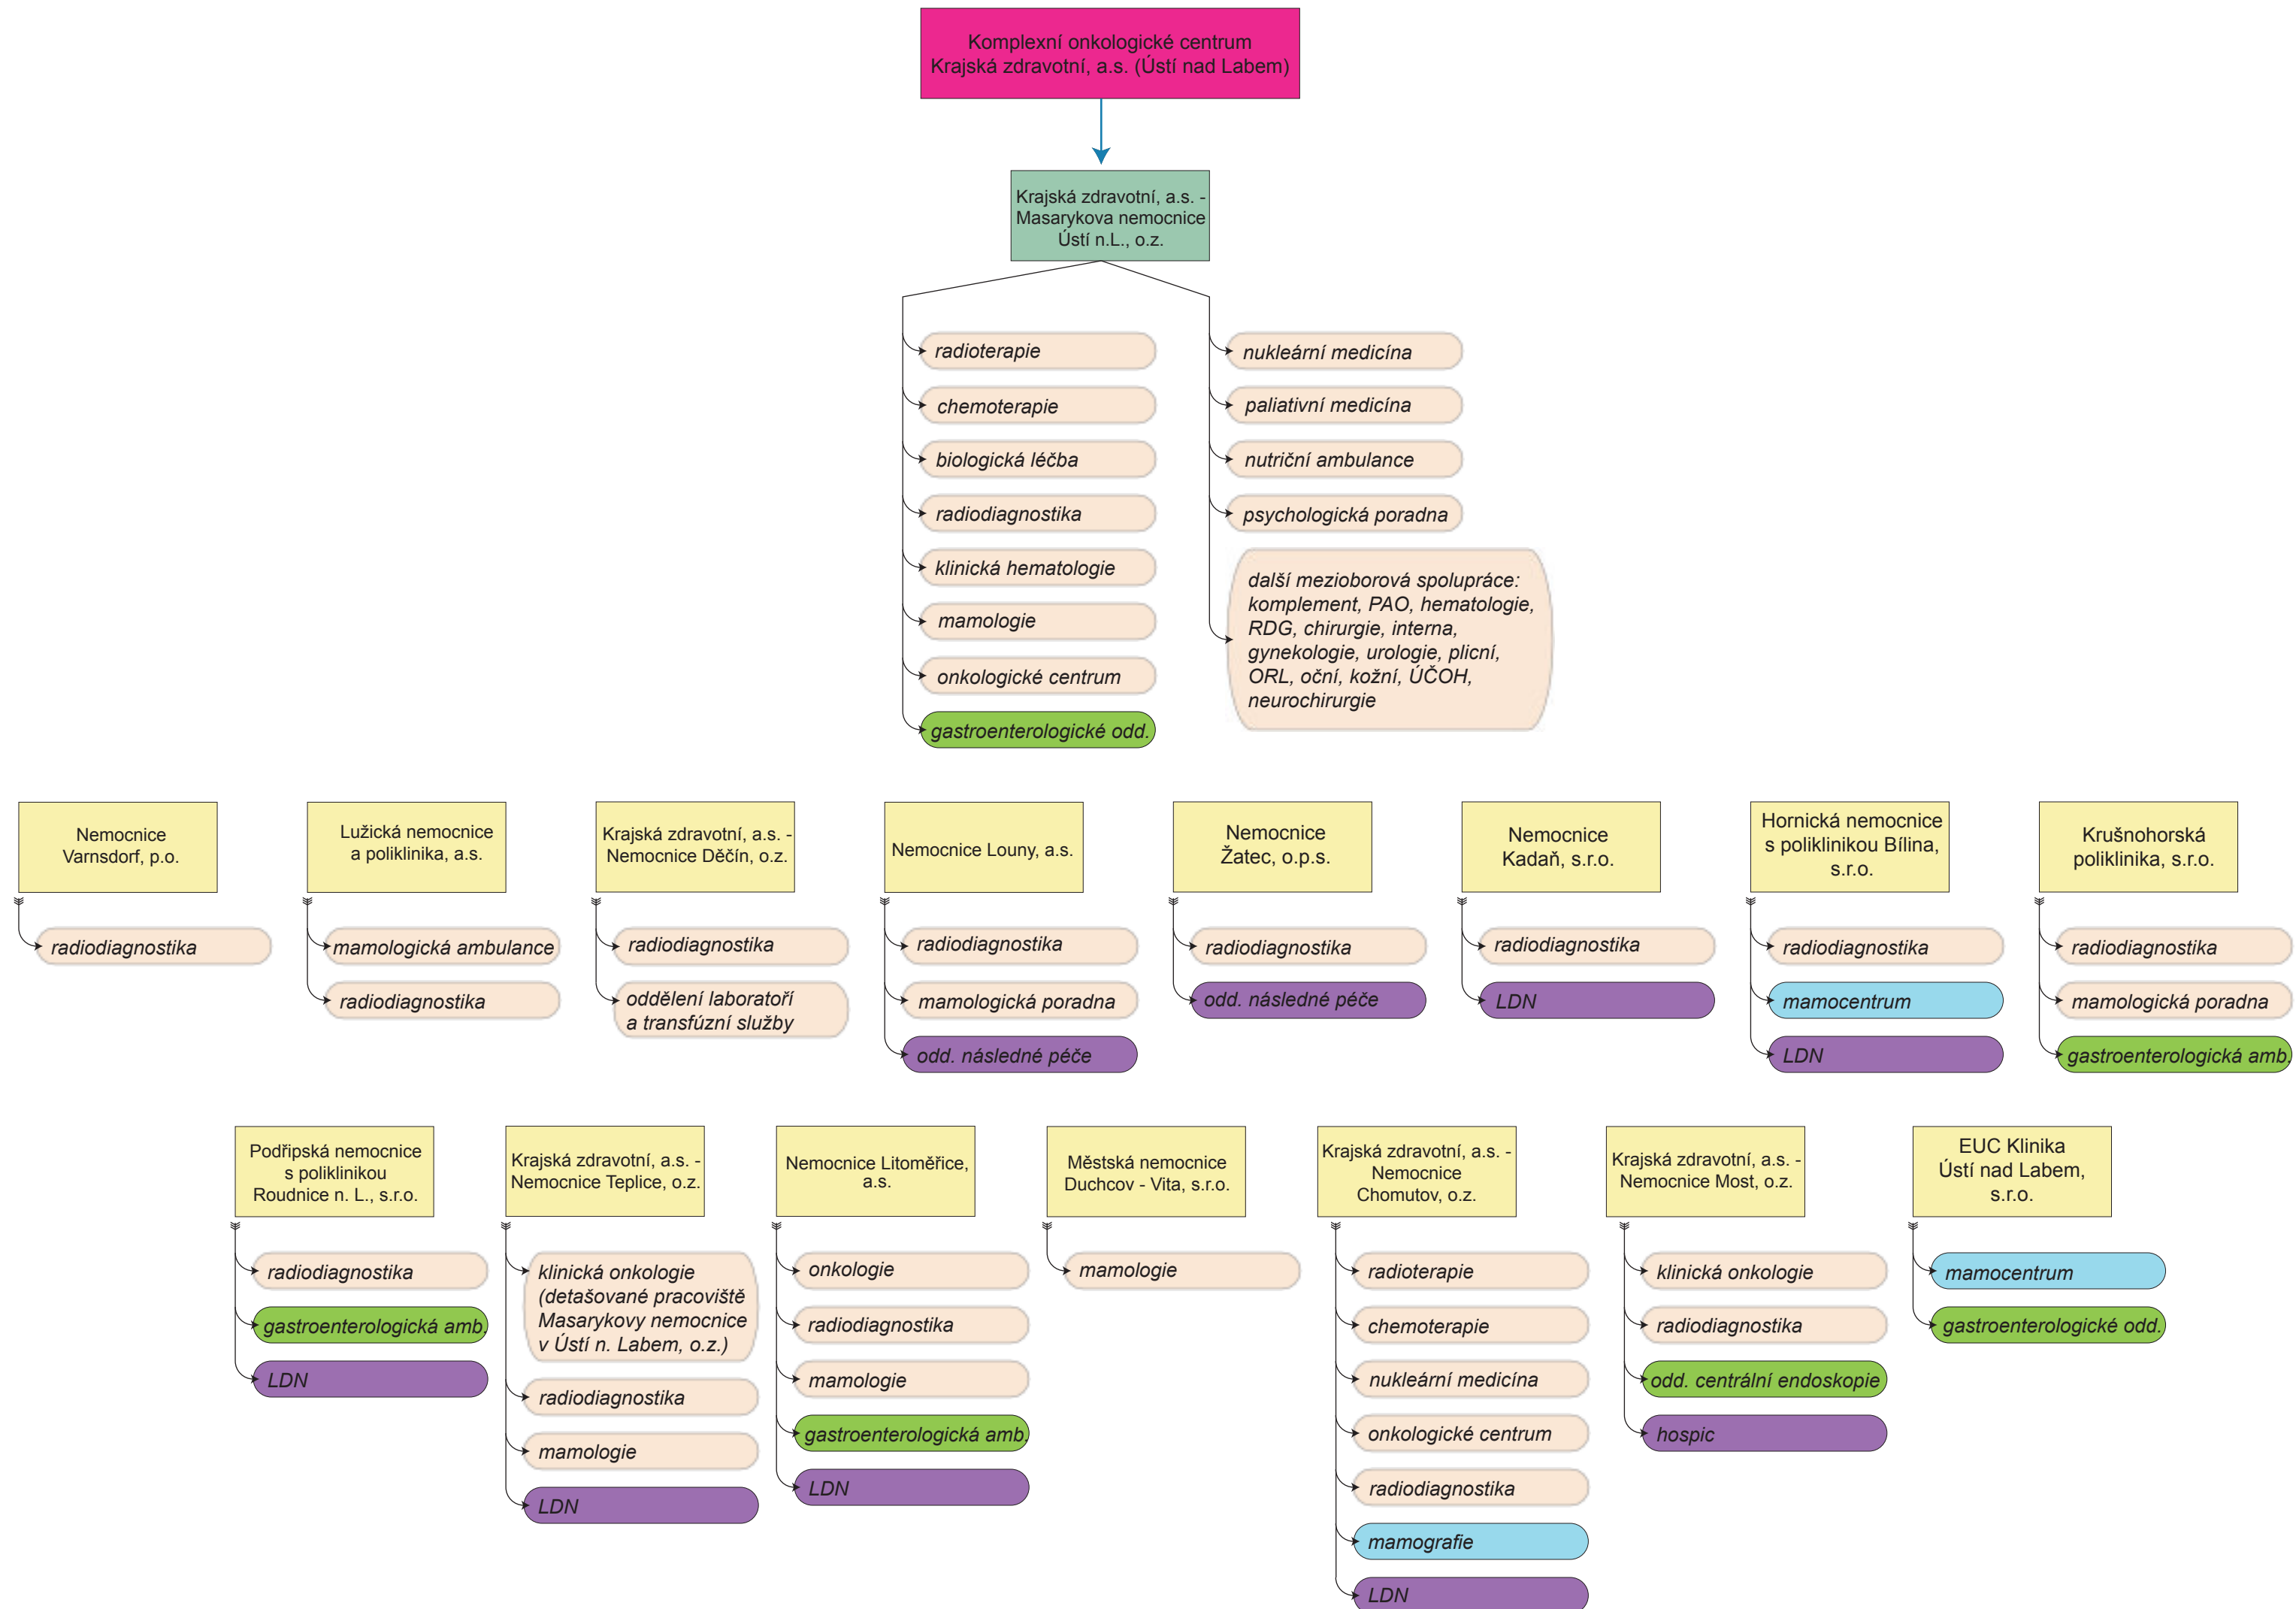 Komplexní onkologické centrum
Krajská zdravotní, a.s. (Ústí nad Labem)
Krajská zdravotní, a.s. -
Masarykova nemocnice
Ústí n.L., o.z.
radioterapie
chemoterapie
biologická léčba
radiodiagnostika
klinická hematologie
mamologie
onkologické centrum
gastroenterologické odd.
nukleární medicína
paliativní medicína
nutriční ambulance
psychologická poradna
další mezioborová spolupráce:
komplement, PAO, hematologie,
RDG, chirurgie, interna,
gynekologie, urologie, plicní,
ORL, oční, kožní, ÚČOH,
neurochirurgie
Nemocnice
Varnsdorf, p.o.
radiodiagnostika
Lužická nemocnice
a poliklinika, a.s.
mamologická ambulance
radiodiagnostika
Krajská zdravotní, a.s. -
Nemocnice Děčín, o.z.
radiodiagnostika
oddělení laboratoří
a transfúzní služby
Nemocnice Louny, a.s.
radiodiagnostika
mamologická poradna
odd. následné péče
Nemocnice
Žatec, o.p.s.
radiodiagnostika
odd. následné péče
Nemocnice
Kadaň, s.r.o.
radiodiagnostika
LDN
Hornická nemocnice
s poliklinikou Bílina,
s.r.o.
radiodiagnostika
mamocentrum
LDN
Krušnohorská
poliklinika, s.r.o.
radiodiagnostika
mamologická poradna
gastroenterologická amb.
Podřipská nemocnice
s poliklinikou
Roudnice n. L., s.r.o.
radiodiagnostika
gastroenterologická amb.
LDN
Krajská zdravotní, a.s. -
Nemocnice Teplice, o.z.
klinická onkologie
(detašované pracoviště
Masarykovy nemocnice
v Ústí n. Labem, o.z.)
radiodiagnostika
mamologie
LDN
Nemocnice Litoměřice,
a.s.
onkologie
radiodiagnostika
mamologie
gastroenterologická amb.
LDN
Městská nemocnice
Duchcov - Vita, s.r.o.
mamologie
Krajská zdravotní, a.s. -
Nemocnice
Chomutov, o.z.
radioterapie
chemoterapie
nukleární medicína
onkologické centrum
radiodiagnostika
mamografie
LDN
Krajská zdravotní, a.s. -
Nemocnice Most, o.z.
klinická onkologie
radiodiagnostika
odd. centrální endoskopie
hospic
EUC Klinika
Ústí nad Labem,
s.r.o.
mamocentrum
gastroenterologické odd.